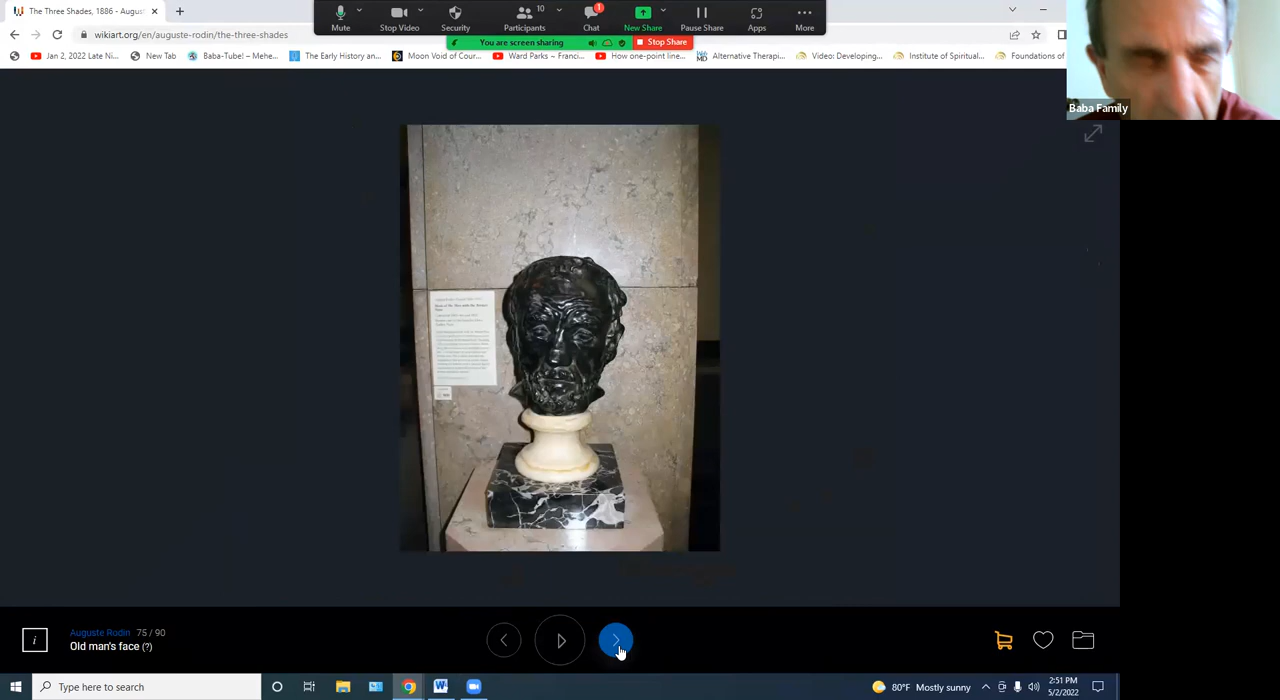 The Three Shades, 1886 - Augus
10
1
Mute
Stop Video
Security
Participants
Chat
New Share
Pause Share
Apps
More
wikiart.org/en/auguste-rodin/the-three-shades
You are screen sharing
Stop Share
Jan 2, 2022 Late Ni...
New Tab
Baba-Tube! – Mehe...
The Early History an...
Moon Void of Cour...
Ward Parks ~ Franci...
How one-point line...
Alternative Therapi...
Video: Developing...
Institute of Spiritual...
Foundations of
Baba Family
i
Auguste Rodin 75 / 90
Old man's face (?)
Type here to search
80°F Mostly sunny
2:51 PM
5/2/2022